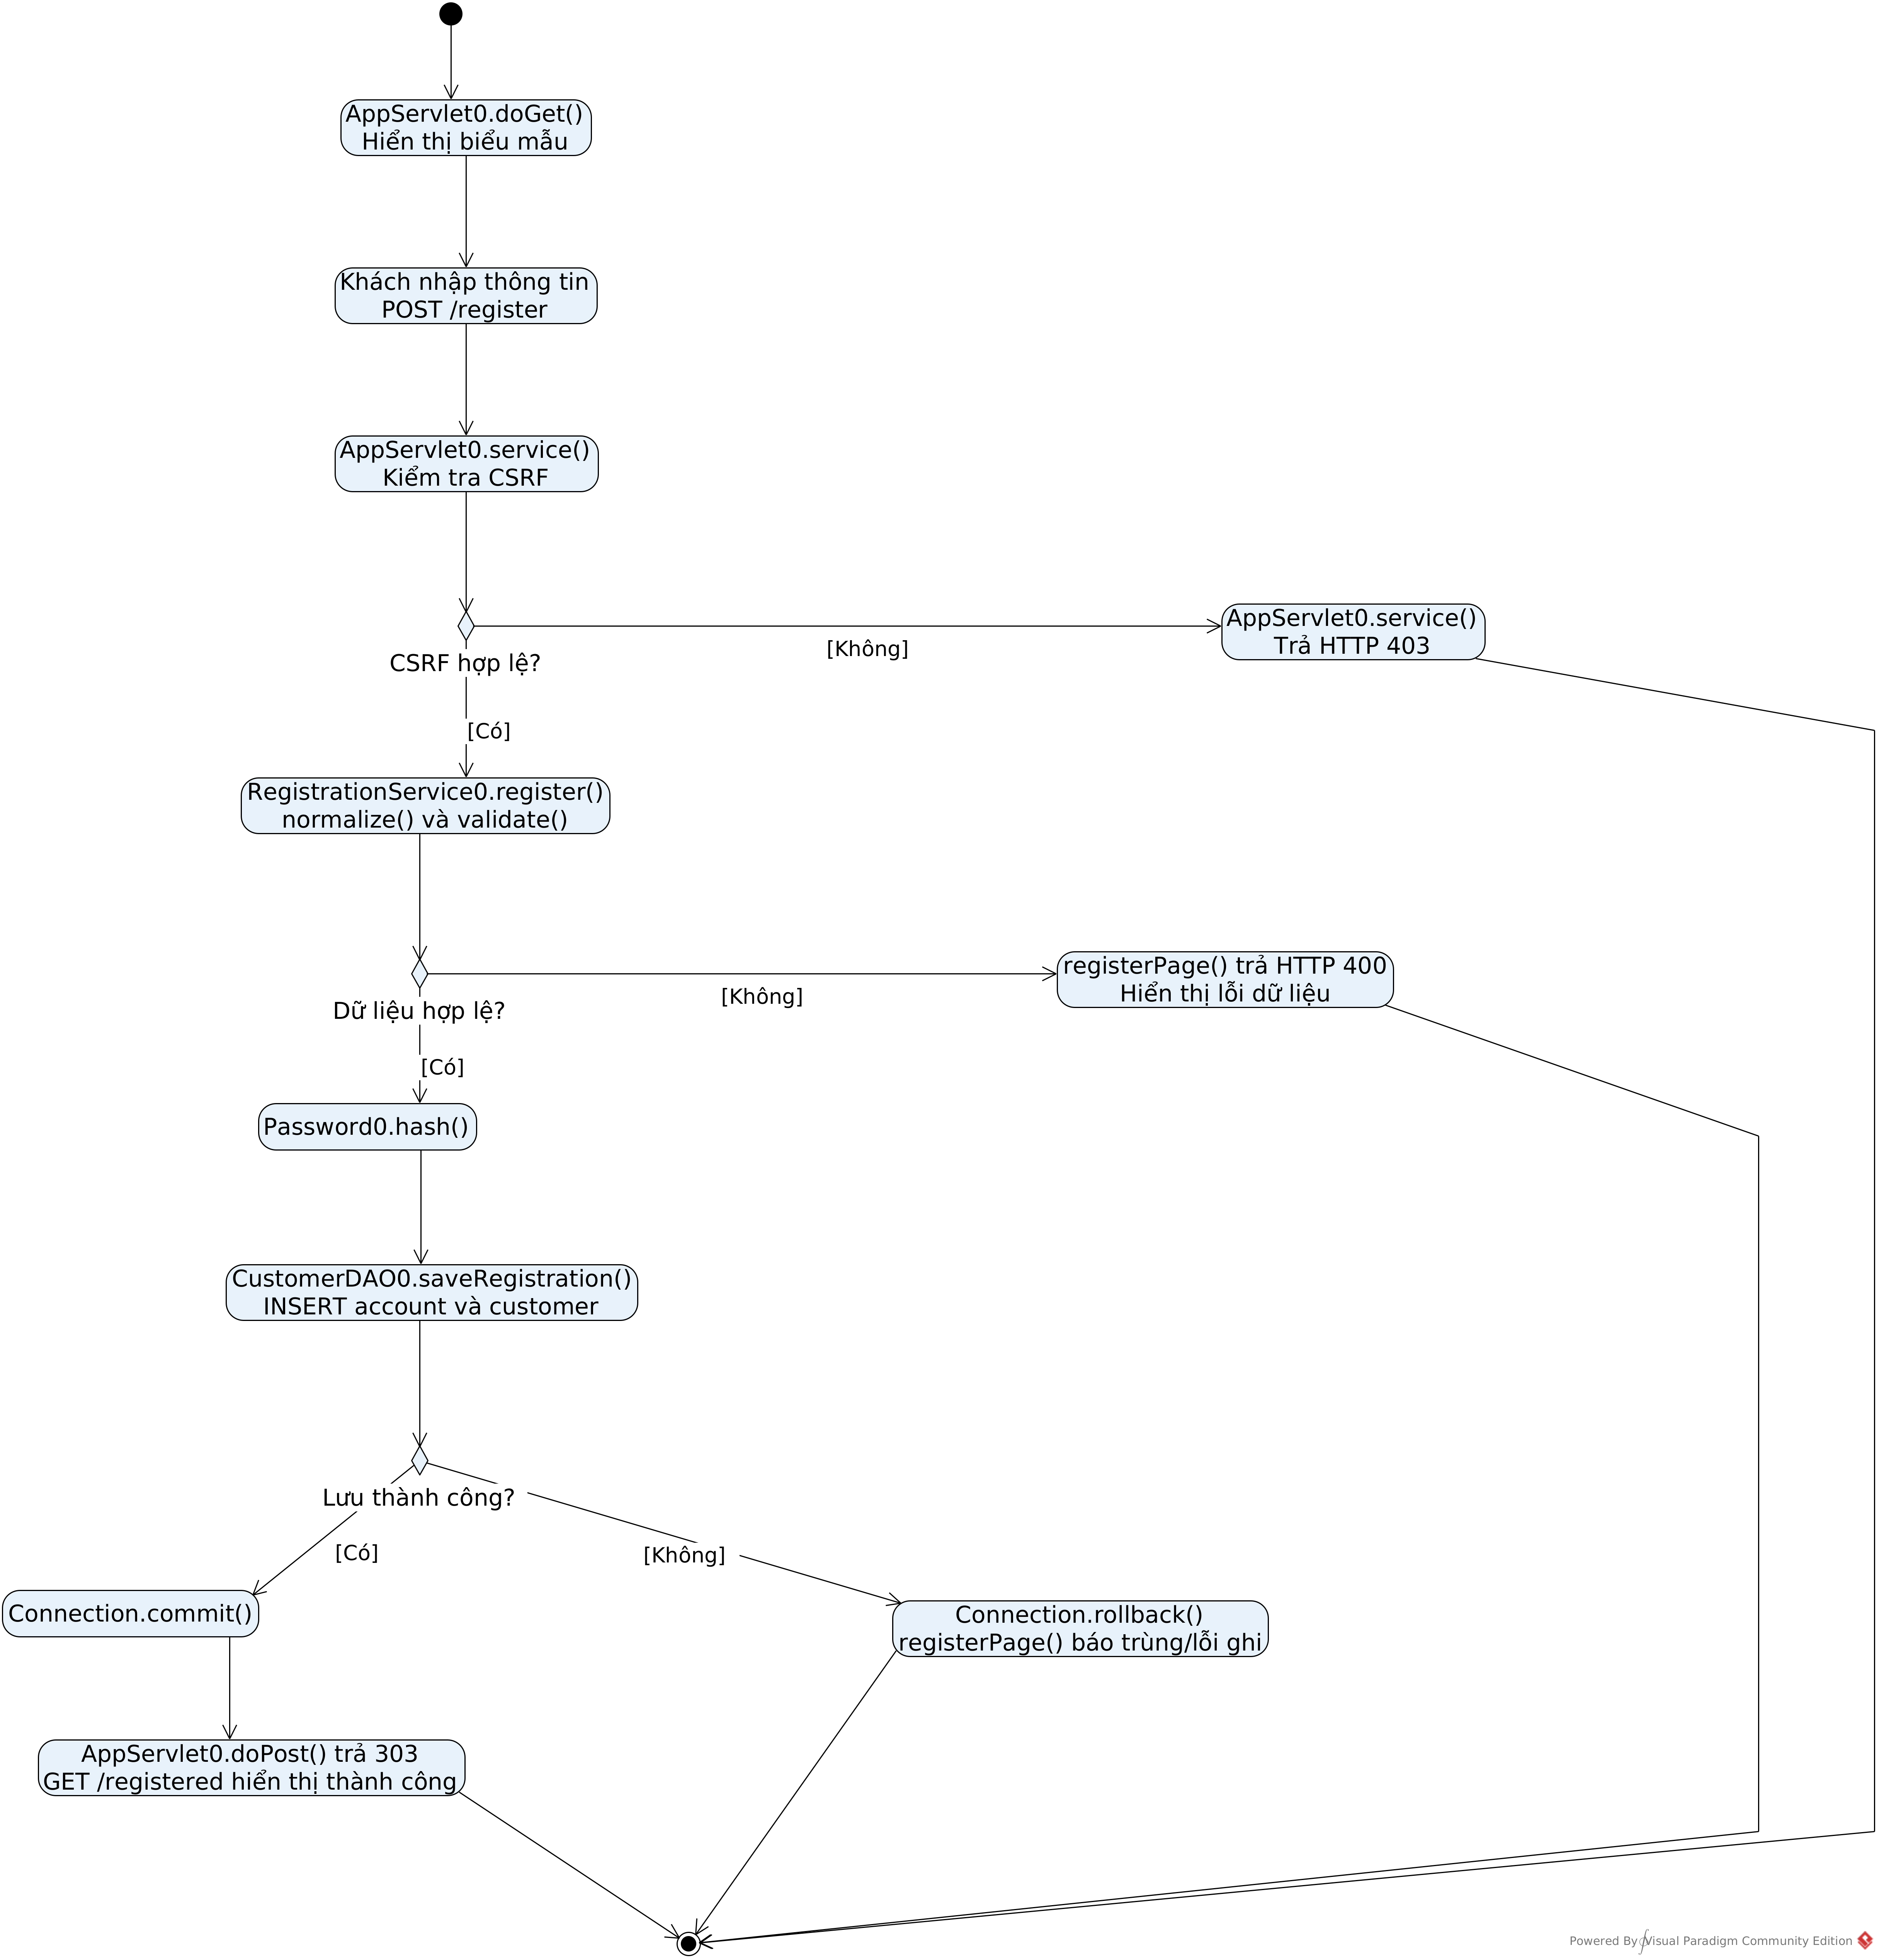 AppServlet0.doGet()
Hiển thị biểu mẫu
Khách nhập thông tin
POST /register
AppServlet0.service()
Kiểm tra CSRF
AppServlet0.service()
Trả HTTP 403
[Không]
CSRF hợp lệ?
[Có]
RegistrationService0.register()
normalize() và validate()
registerPage() trả HTTP 400
Hiển thị lỗi dữ liệu
[Không]
Dữ liệu hợp lệ?
[Có]
Password0.hash()
CustomerDAO0.saveRegistration()
INSERT account và customer
Lưu thành công?
[Có]
[Không]
Connection.commit()
Connection.rollback()
registerPage() báo trùng/lỗi ghi
AppServlet0.doPost() trả 303
GET /registered hiển thị thành công
Powered By Visual Paradigm Community Edition